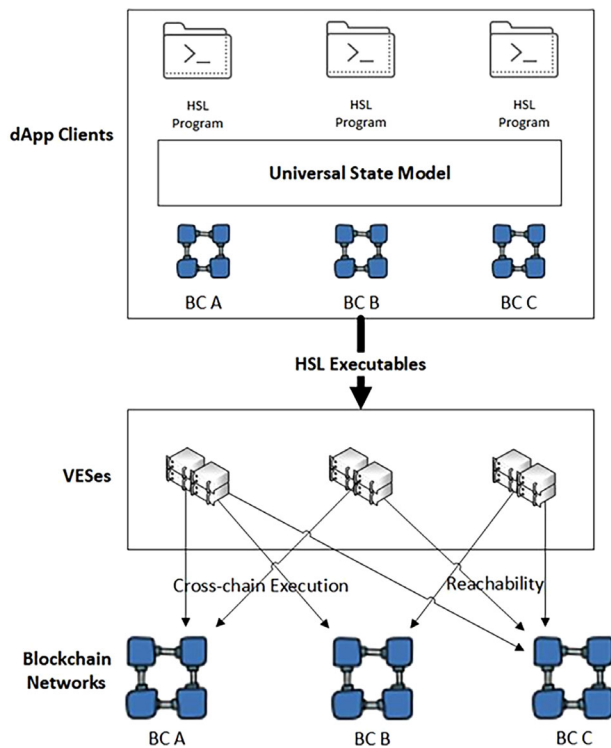 HSL
Program
HSL
Program
HSL
Program
dApp Clients
Universal State Model
BC A
BC B
BC C
HSL Executables
VESes
Cross-chain Execution
Reachability
Blockchain
Networks
BC A
BC B
BC C